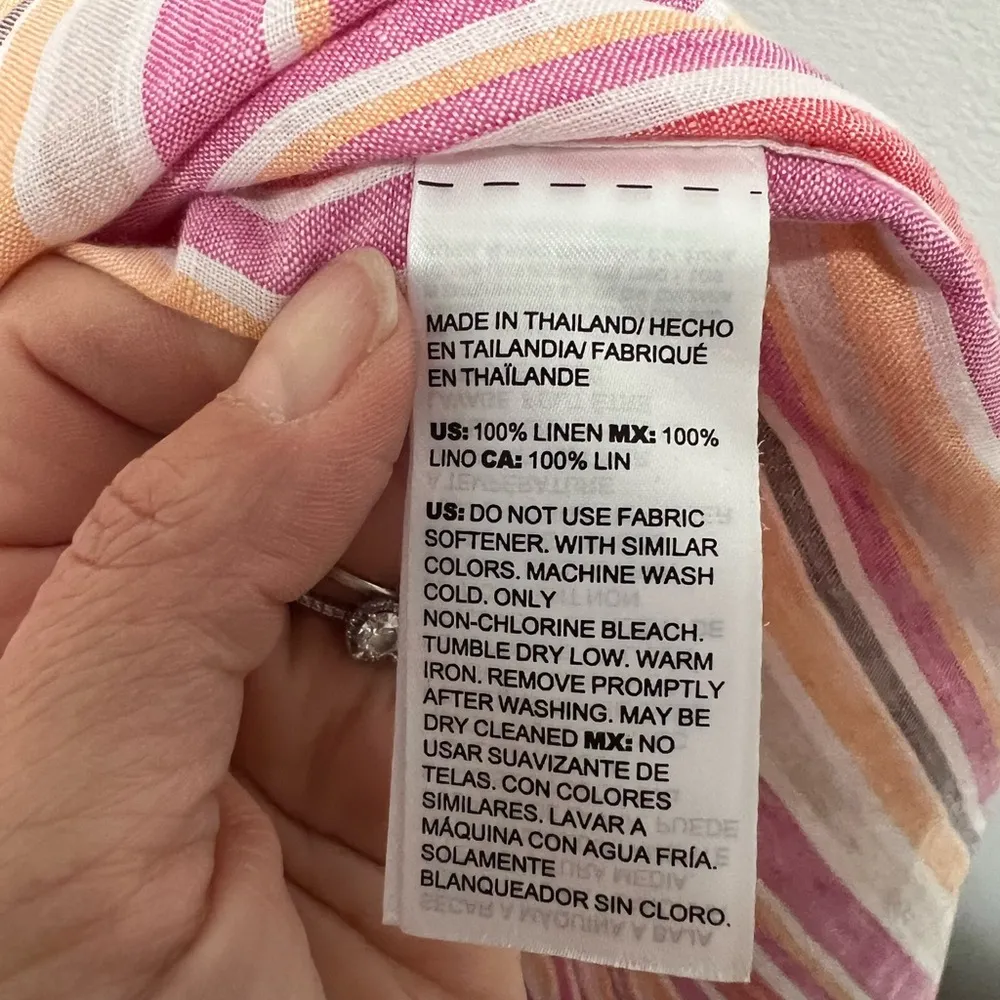 MADE IN THAILAND/ HECHO
EN TAILANDIA/ FABRIQUÉ
EN THAÏLANDE
US: 100% LINEN MX: 100%
LINO CA: 100% LIN
US: DO NOT USE FABRIC
SOFTENER. WITH SIMILAR
COLORS. MACHINE WASH
COLD. ONLY
NON-CHLORINE BLEACH.
TUMBLE DRY LOW. WARM
IRON. REMOVE PROMPTLY
AFTER WASHING. MAY BE
DRY CLEANED MX: NO
USAR SUAVIZANTE DE
TELAS. CON COLORES
SIMILARES. LAVAR A
MÁQUINA CON AGUA FRÍA.
SOLAMENTE
BLANQUEADOR SIN CLORO.